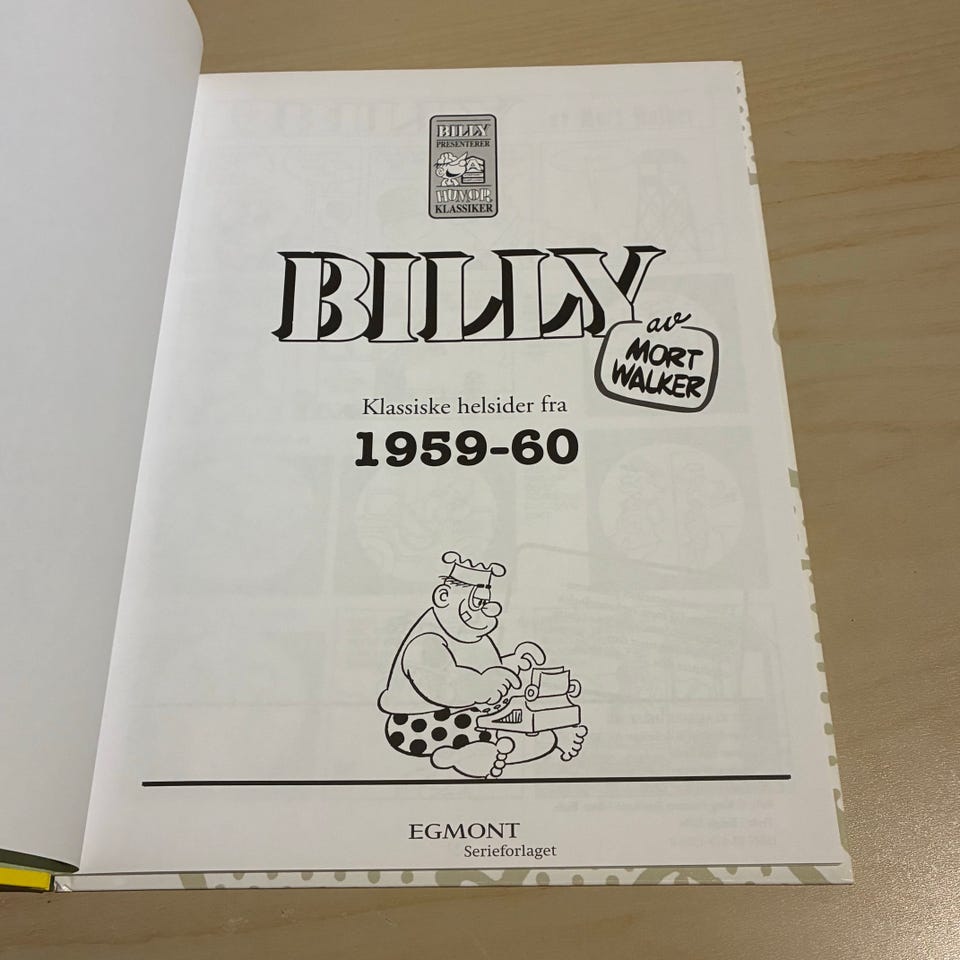 BILLY
PRESENTERER
HUMOR
KLASSIKER
BILLY
av
MORT
WALKER
Klassiske helsider fra
1959-60
EGMONT
Serieforlaget